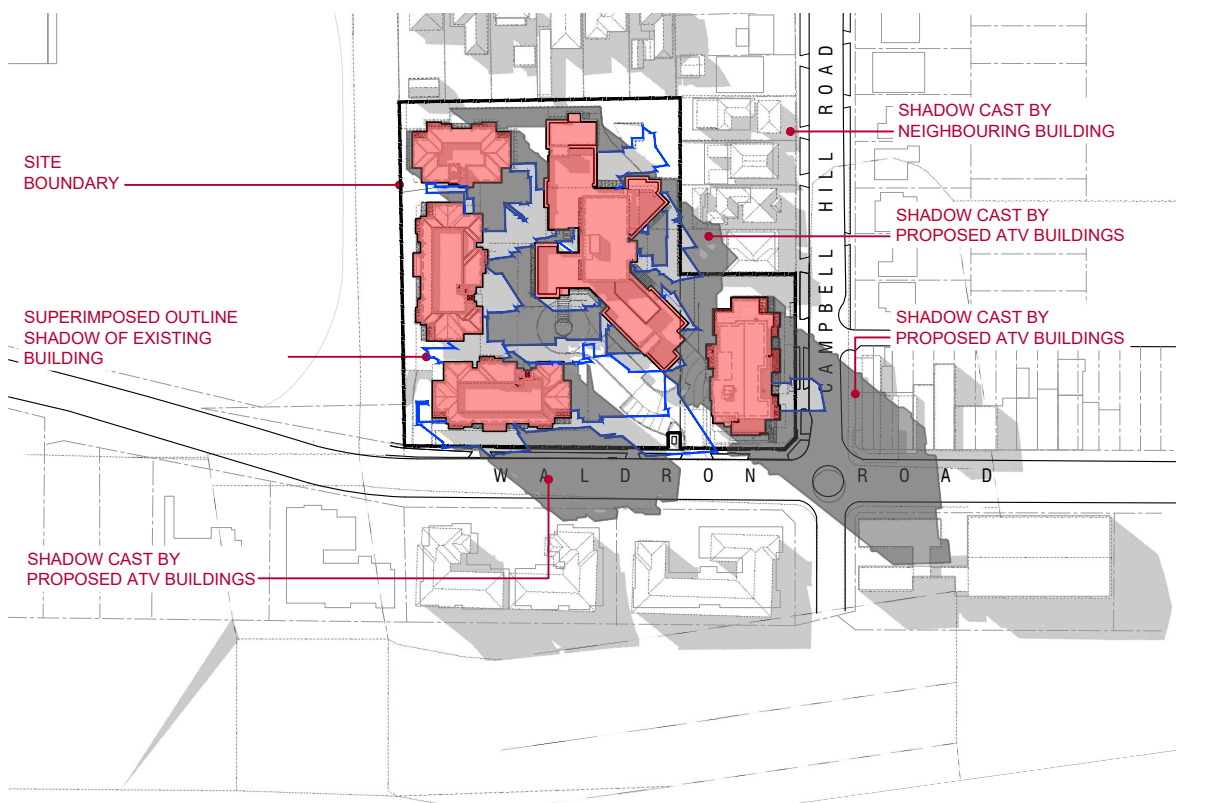 SHADOW CAST BY
NEIGHBOURING BUILDING
SITE
BOUNDARY
SHADOW CAST BY
PROPOSED ATV BUILDINGS
SUPERIMPOSED OUTLINE
SHADOW OF EXISTING
BUILDING
SHADOW CAST BY
PROPOSED ATV BUILDINGS
CAMPBELL HILL ROAD
WALDRON ROAD
SHADOW CAST BY
PROPOSED ATV BUILDINGS